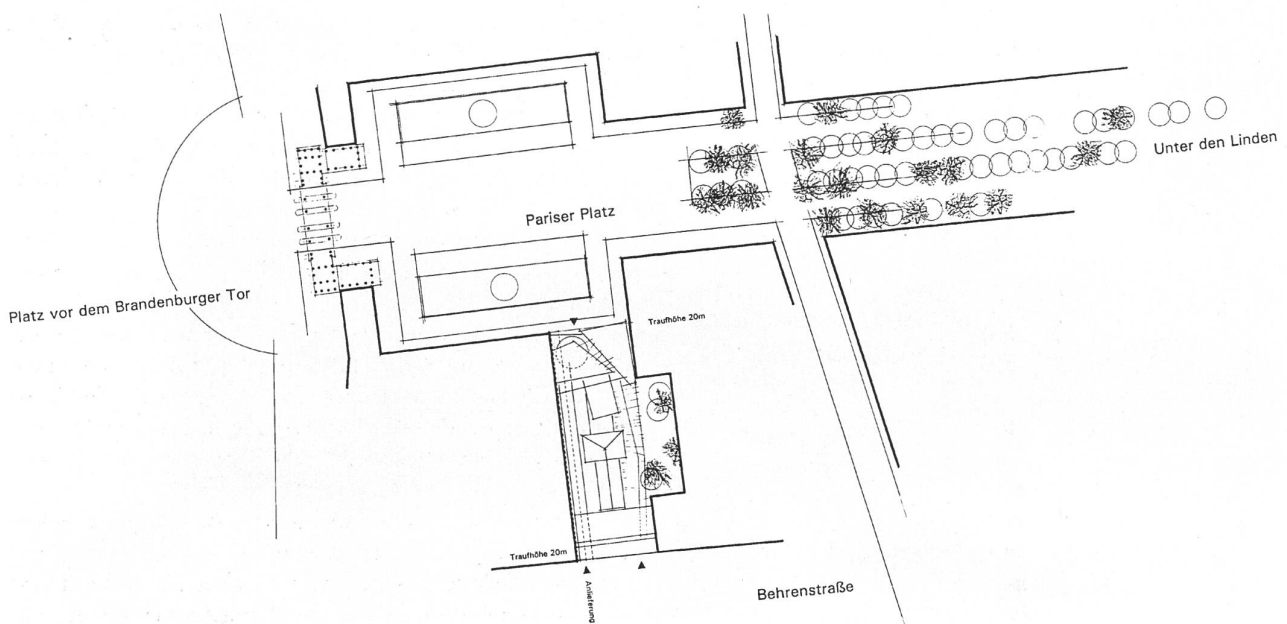 Unter den Linden
Pariser Platz
Platz vor dem Brandenburger Tor
Traufhöhe 20m
Traufhöhe 20m
Anlieferung
Behrenstraße